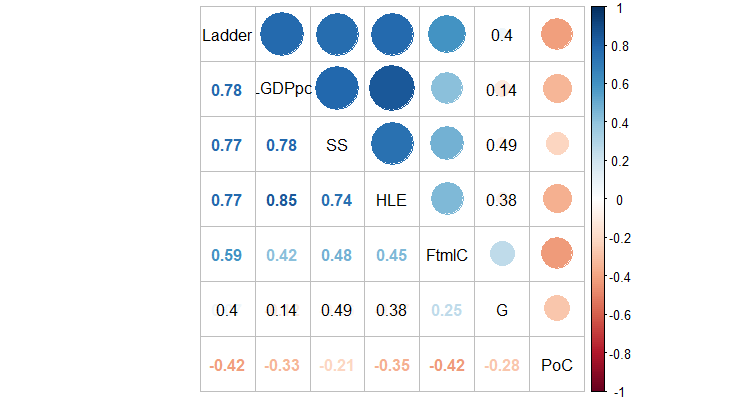 Ladder 0.4
0.78 .GDPpc 0.14
0.77 0.78 SS 0.49
0.77 0.85 0.74 HLE 0.38
0.59 0.42 0.48 0.45 FtmlC
0.4 0.14 0.49 0.38 0.25 G
-0.42 -0.33 -0.21 -0.35 -0.42 -0.28 PoC
1
0.8
0.6
0.4
0.2
0
-0.2
-0.4
-0.6
-0.8
-1